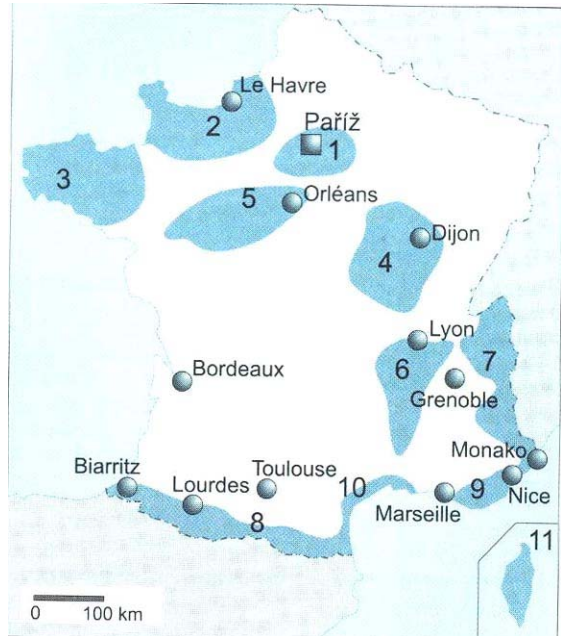 Le Havre
2
Paříž
1
3
5
Orléans
4
Dijon
Lyon
6
7
Grenoble
Bordeaux
Monako
Biarritz
Lourdes
Toulouse
10
9
Marseille
Nice
8
11
0 100 km